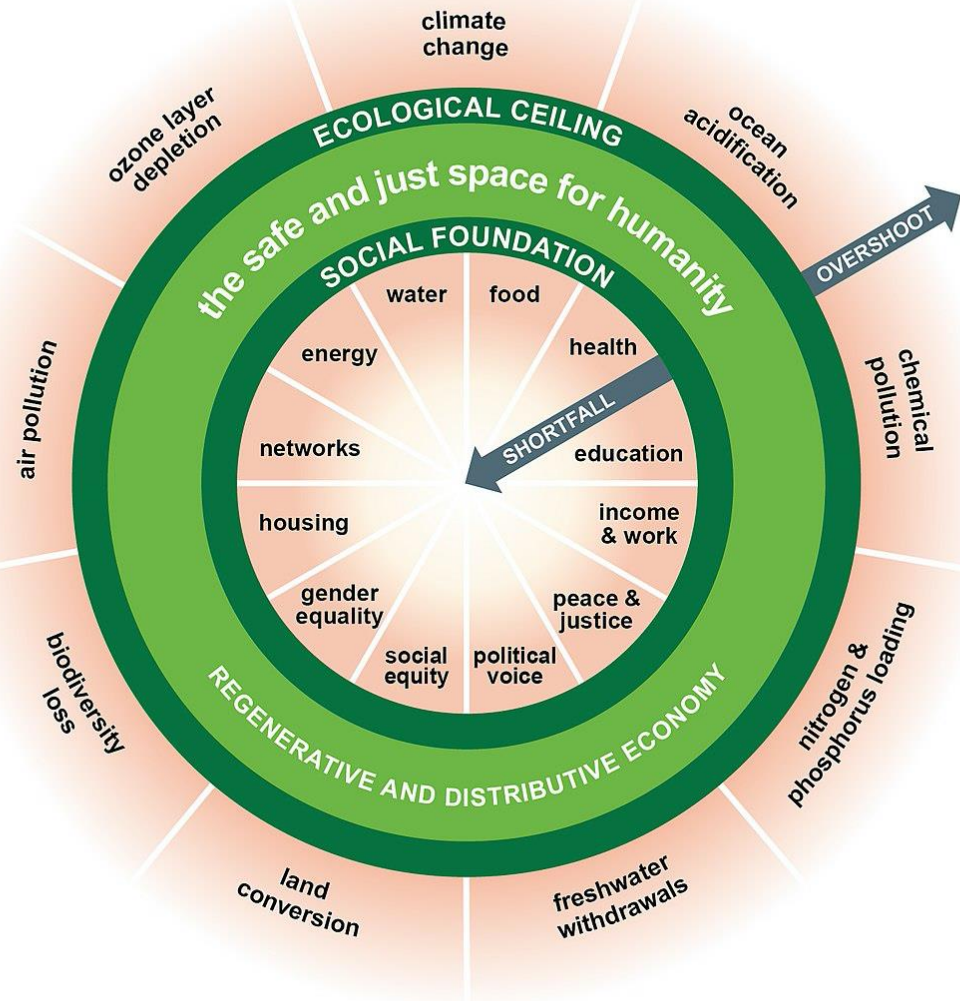 climate
change
ocean
acidification
OVERSHOOT
chemical
pollution
nitrogen &
phosphorus loading
freshwater
withdrawals
land
conversion
biodiversity
loss
air pollution
ozone layer
depletion
ECOLOGICAL CEILING
the safe and just space for humanity
SOCIAL FOUNDATION
water
food
health
SHORTFALL
education
income
& work
peace &
justice
political
voice
social
equity
gender
equality
housing
networks
energy
REGENERATIVE AND DISTRIBUTIVE ECONOMY